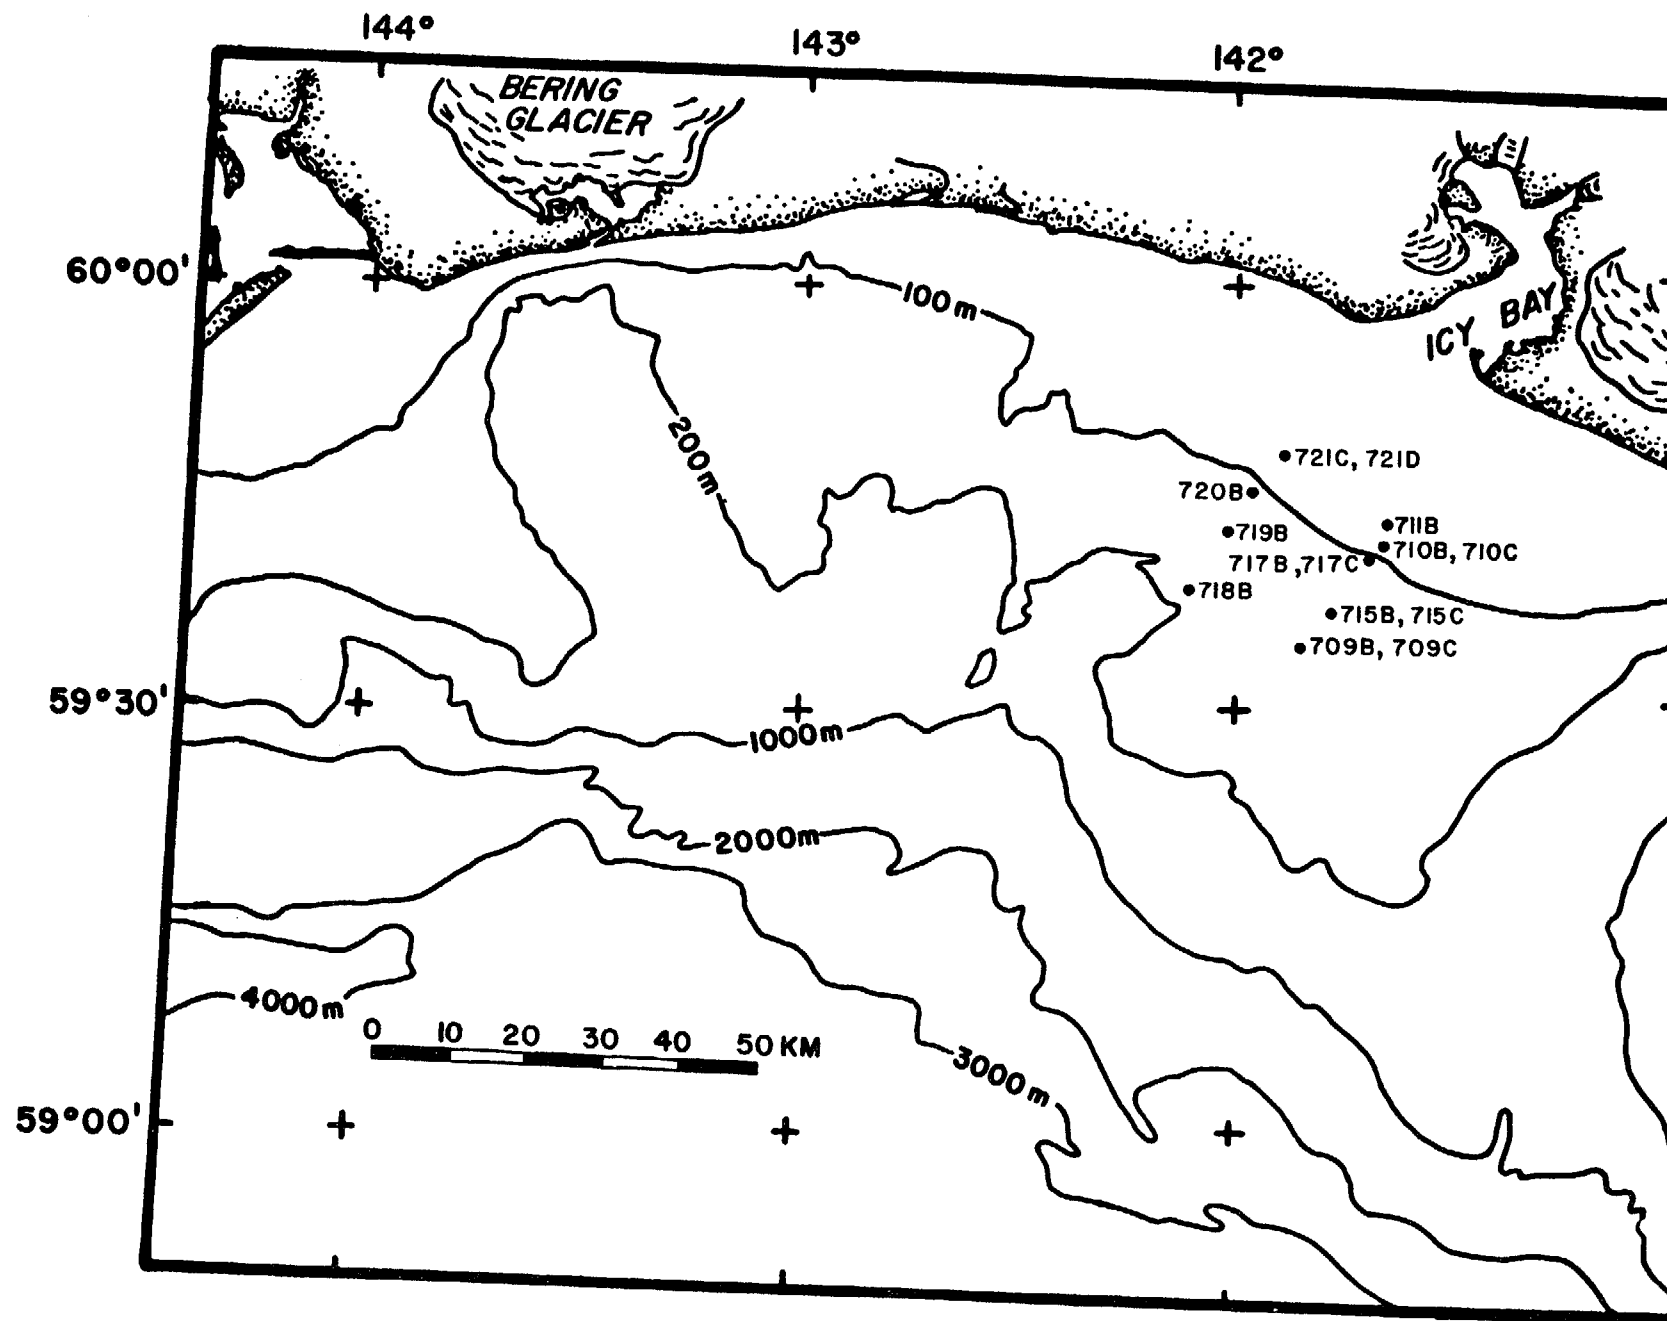 144°
143°
142°
BERING
GLACIER
60°00'
100m
ICY BAY
200m
721C, 721D
720B
719B
711B
710B, 710C
717B, 717C
718B
715B, 715C
709B, 709C
59°30'
1000m
2000m
4000m
0 10 20 30 40 50 KM
3000m
59°00'